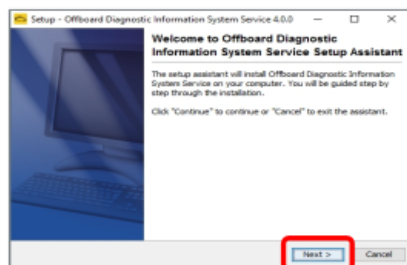 Setup - Offboard Diagnostic Information System Service 4.0.0
Welcome to Offboard Diagnostic
Information System Service Setup Assistant
The setup assistant will install Offboard Diagnostic Information
System Service on your computer. You will be guided step by
step through the installation.
Click "Continue" to continue or "Cancel" to exit the assistant.
Next >
Cancel